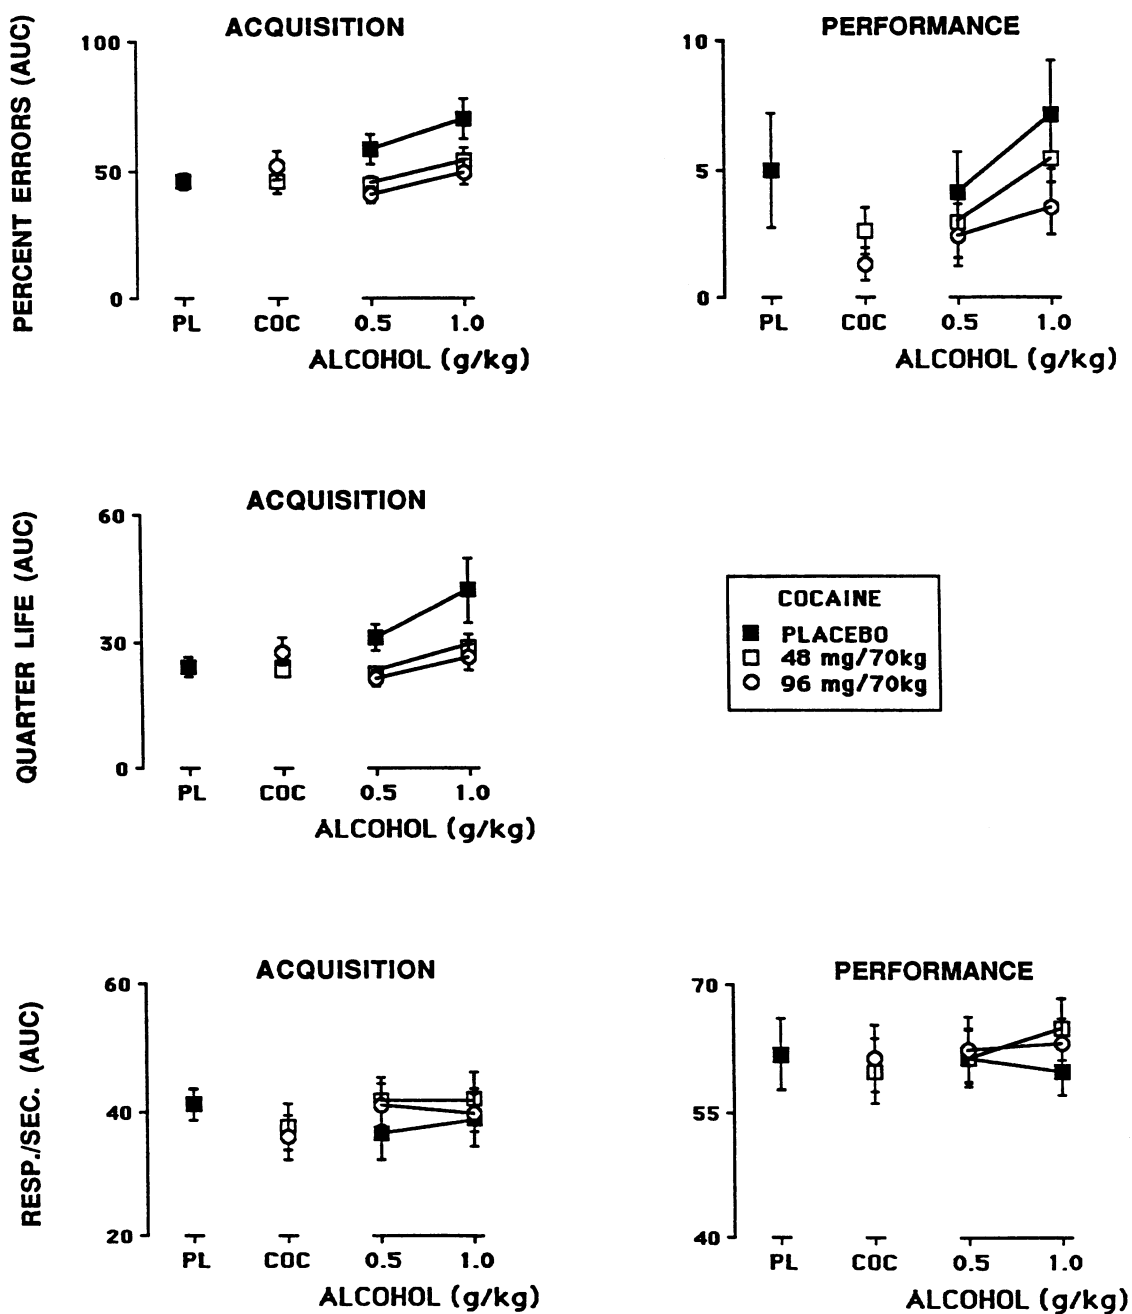 ACQUISITION
PERCENT ERRORS (AUC)
100
50
0
PL
COC
0.5
1.0
ALCOHOL (g/kg)
PERFORMANCE
10
5
0
PL
COC
0.5
1.0
ALCOHOL (g/kg)
ACQUISITION
QUARTER LIFE (AUC)
60
30
0
PL
COC
0.5
1.0
ALCOHOL (g/kg)
COCAINE
PLACEBO
48 mg/70kg
96 mg/70kg
ACQUISITION
RESP./SEC. (AUC)
60
40
20
PL
COC
0.5
1.0
ALCOHOL (g/kg)
PERFORMANCE
70
55
40
PL
COC
0.5
1.0
ALCOHOL (g/kg)